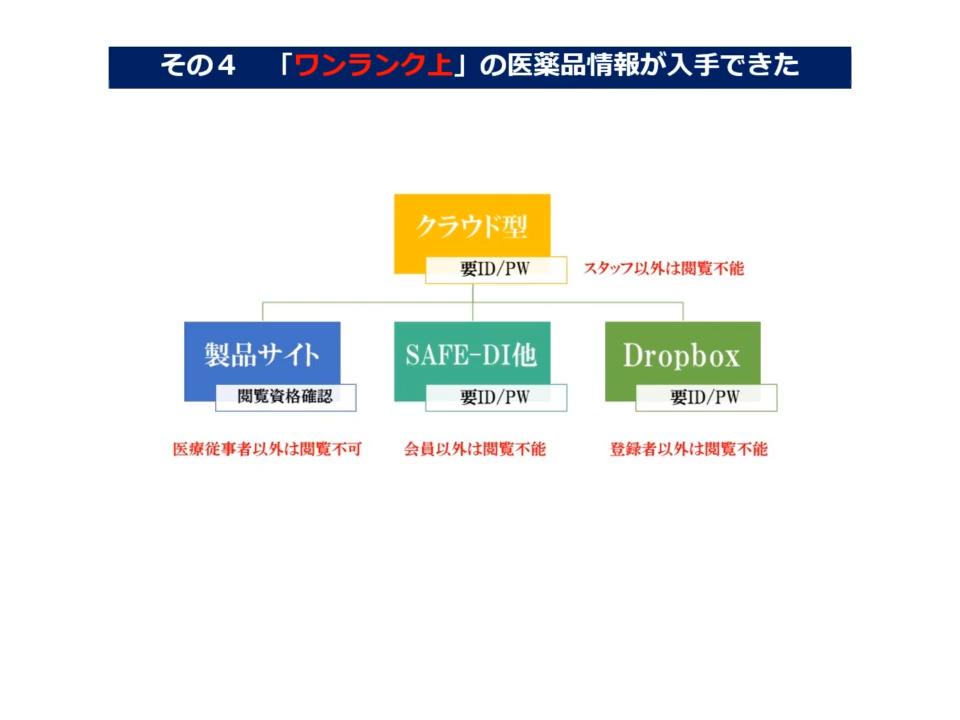 その４　「ワンランク上」の医薬品情報が入手できた
クラウド型
要ID/PW
スタッフ以外は閲覧不能
製品サイト
閲覧資格確認
医療従事者以外は閲覧不可
SAFE-DI他
要ID/PW
会員以外は閲覧不能
Dropbox
要ID/PW
登録者以外は閲覧不能